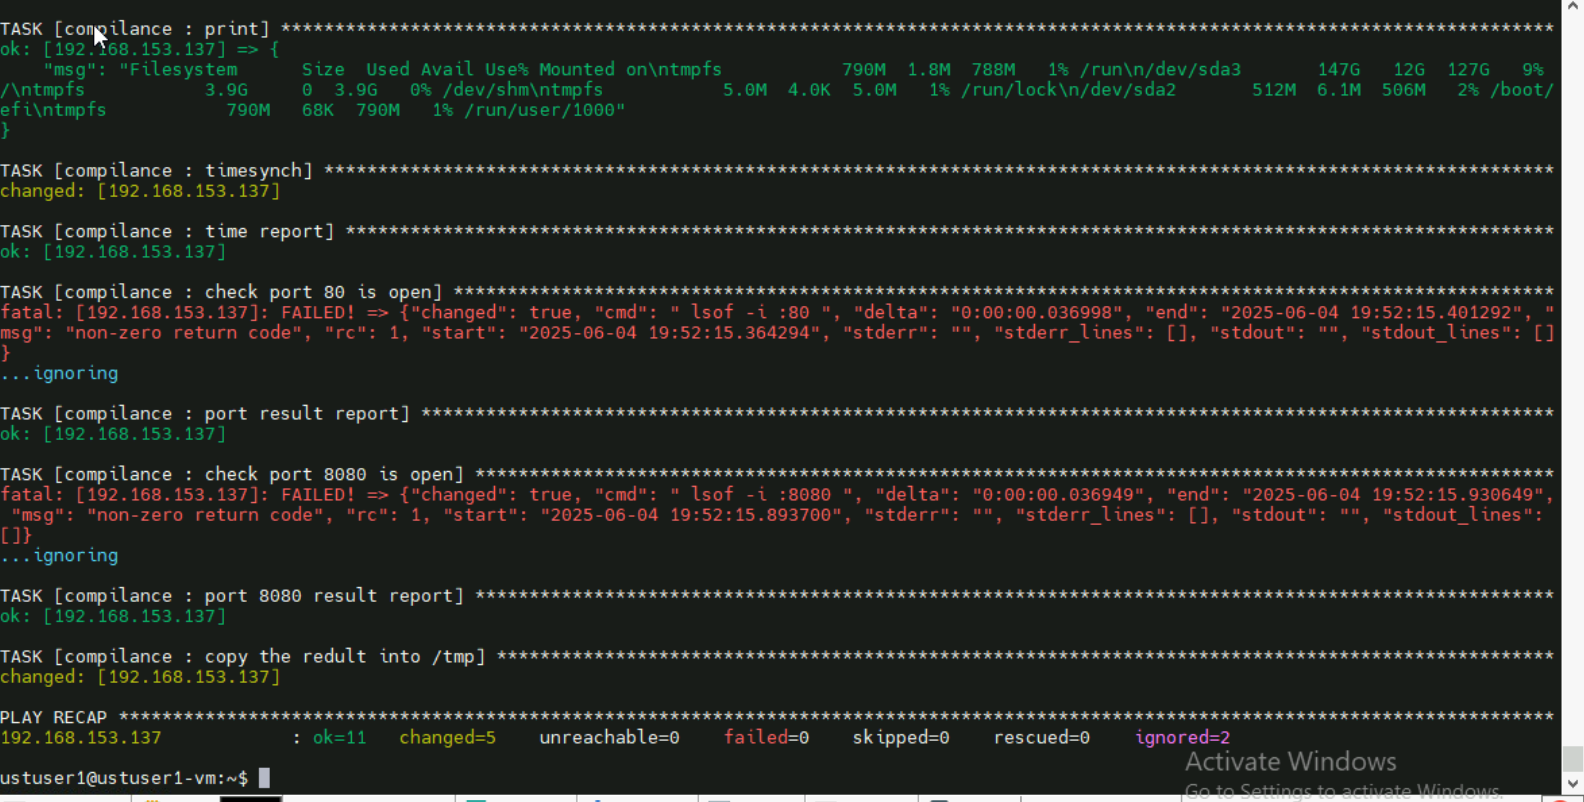 TASK [compilance : print] **********************************************************************************************************************
ok: [192.168.153.137] => {
    "msg": "Filesystem      Size  Used Avail Use% Mounted on\ntmpfs           790M  1.8M  788M   1% /run\n/dev/sda3       147G   12G  127G   9%
/\ntmpfs           3.9G     0  3.9G   0% /dev/shm\ntmpfs           5.0M  4.0K  5.0M   1% /run/lock\n/dev/sda2       512M  6.1M  506M   2% /boot/
efi\ntmpfs           790M   68K  790M   1% /run/user/1000"
}
TASK [compilance : timesynch] ******************************************************************************************************************
changed: [192.168.153.137]
TASK [compilance : time report] ****************************************************************************************************************
ok: [192.168.153.137]
TASK [compilance : check port 80 is open] ******************************************************************************************************
fatal: [192.168.153.137]: FAILED! => {"changed": true, "cmd": " lsof -i :80 ", "delta": "0:00:00.036998", "end": "2025-06-04 19:52:15.401292", "
msg": "non-zero return code", "rc": 1, "start": "2025-06-04 19:52:15.364294", "stderr": "", "stderr_lines": [], "stdout": "", "stdout_lines": []
}
...ignoring
TASK [compilance : port result report] *********************************************************************************************************
ok: [192.168.153.137]
TASK [compilance : check port 8080 is open] ****************************************************************************************************
fatal: [192.168.153.137]: FAILED! => {"changed": true, "cmd": " lsof -i :8080 ", "delta": "0:00:00.036949", "end": "2025-06-04 19:52:15.930649",
 "msg": "non-zero return code", "rc": 1, "start": "2025-06-04 19:52:15.893700", "stderr": "", "stderr_lines": [], "stdout": "", "stdout_lines":
[]}
...ignoring
TASK [compilance : port 8080 result report] ****************************************************************************************************
ok: [192.168.153.137]
TASK [compilance : copy the redult into /tmp] **************************************************************************************************
changed: [192.168.153.137]
PLAY RECAP *************************************************************************************************************************************
192.168.153.137            : ok=11   changed=5    unreachable=0    failed=0    skipped=0    rescued=0    ignored=2
Activate Windows
ustuser1@ustuser1-vm:~$
Go to Settings to activate Windows.